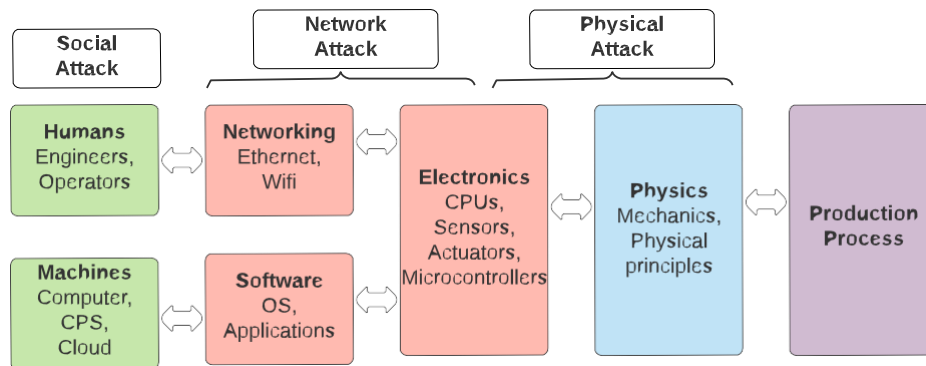 Social
Attack
Network
Attack
Physical
Attack
Humans
Engineers,
Operators
Networking
Ethernet,
Wifi
Electronics
CPUs,
Sensors,
Actuators,
Microcontrollers
Physics
Mechanics,
Physical
principles
Production
Process
Machines
Computer,
CPS,
Cloud
Software
OS,
Applications